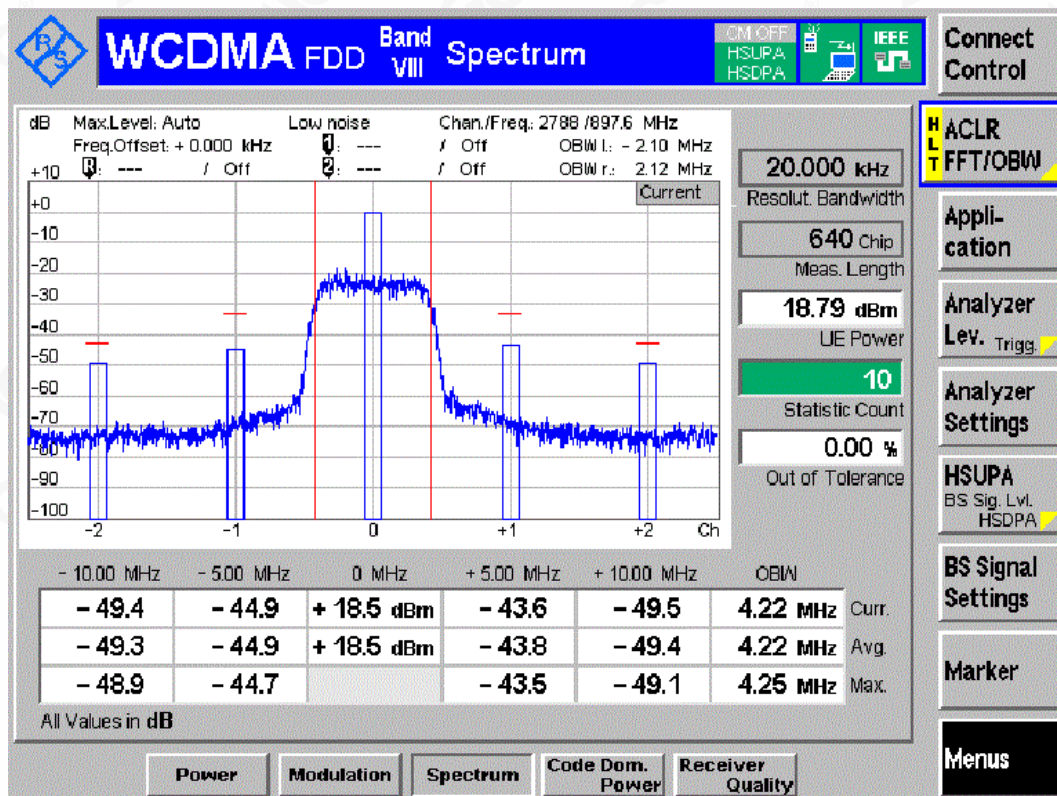 R S
WCDMA FDD Band VIII Spectrum
CM OFF
HSUPA
HSDPA
IEEE
Connect Control
dB Max.Level: Auto Low noise Chan./Freq.: 2788 /897.6 MHz
Freq.Offset: + 0.000 kHz 1: --- / Off OBW l.: - 2.10 MHz
R: --- / Off 2: --- / Off OBW r.: 2.12 MHz
Current
+10
+0
-10
-20
-30
-40
-50
-60
-70
-80
-90
-100
-2 -1 0 +1 +2 Ch
20.000 kHz
Resolut. Bandwidth
640 Chip
Meas. Length
18.79 dBm
UE Power
10
Statistic Count
0.00 %
Out of Tolerance
- 10.00 MHz - 5.00 MHz 0 MHz + 5.00 MHz + 10.00 MHz OBW
- 49.4 - 44.9 + 18.5 dBm - 43.6 - 49.5 4.22 MHz Curr.
- 49.3 - 44.9 + 18.5 dBm - 43.8 - 49.4 4.22 MHz Avg.
- 48.9 - 44.7 - 43.5 - 49.1 4.25 MHz Max.
All Values in dB
HLT
ACLR
FFT/OBW
Appli-
cation
Analyzer
Lev. Trigg.
Analyzer
Settings
HSUPA
BS Sig. Lvl.
HSDPA
BS Signal
Settings
Marker
Menus
Power
Modulation
Spectrum
Code Dom.
Power
Receiver
Quality